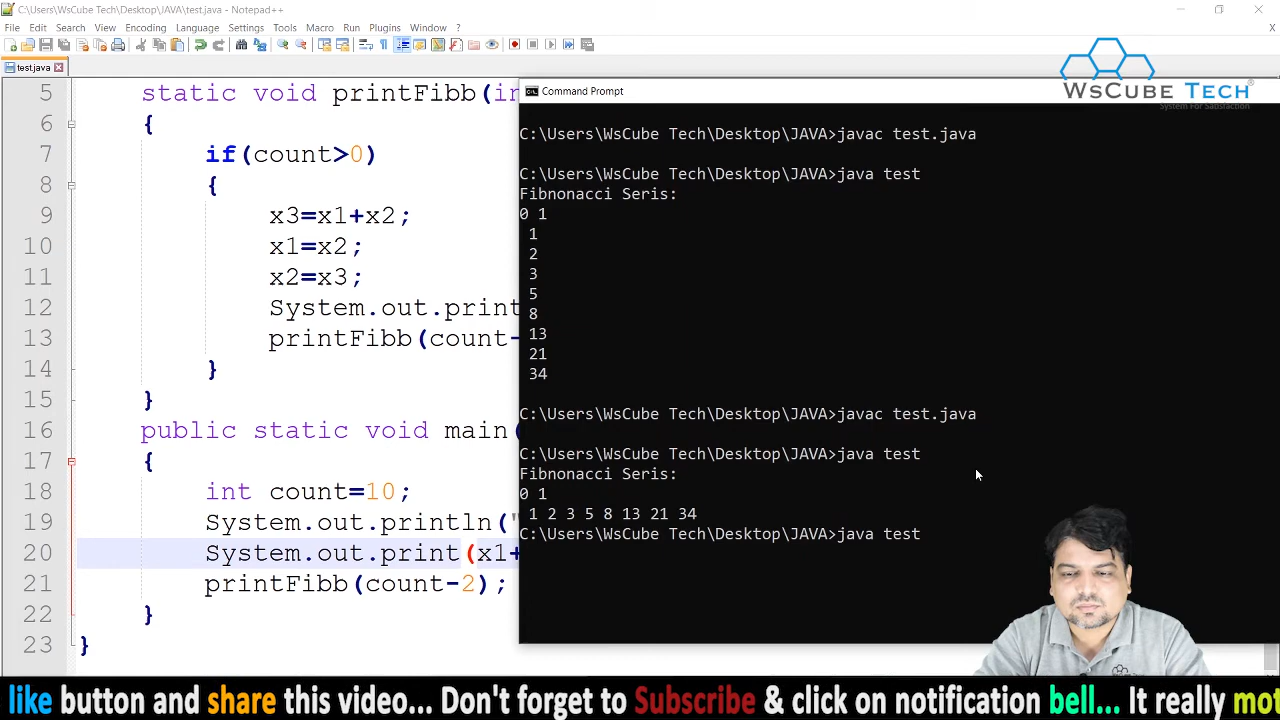 C:\Users\WsCube Tech\Desktop\JAVA\test.java - Notepad++
File Edit Search View Encoding Language Settings Tools Macro Run Plugins Window ?
X
test.java
WSCUBE TECH
System For Satisfaction
5 static void printFibb(in
6 {
7 if(count>0)
8 {
9 x3=x1+x2;
10 x1=x2;
11 x2=x3;
12 System.out.print
13 printFibb(count-
14 }
15 }
16 public static void main(
17 {
18 int count=10;
19 System.out.println("
20 System.out.print(x1+
21 printFibb(count-2);
22 }
23 }
Command Prompt
C:\Users\WsCube Tech\Desktop\JAVA>javac test.java
C:\Users\WsCube Tech\Desktop\JAVA>java test
Fibnonacci Seris:
0 1
1
2
3
5
8
13
21
34
C:\Users\WsCube Tech\Desktop\JAVA>javac test.java
C:\Users\WsCube Tech\Desktop\JAVA>java test
Fibnonacci Seris:
0 1
1 2 3 5 8 13 21 34
C:\Users\WsCube Tech\Desktop\JAVA>java test
like button and share this video... Don't forget to Subscribe & click on notification bell... It really mot